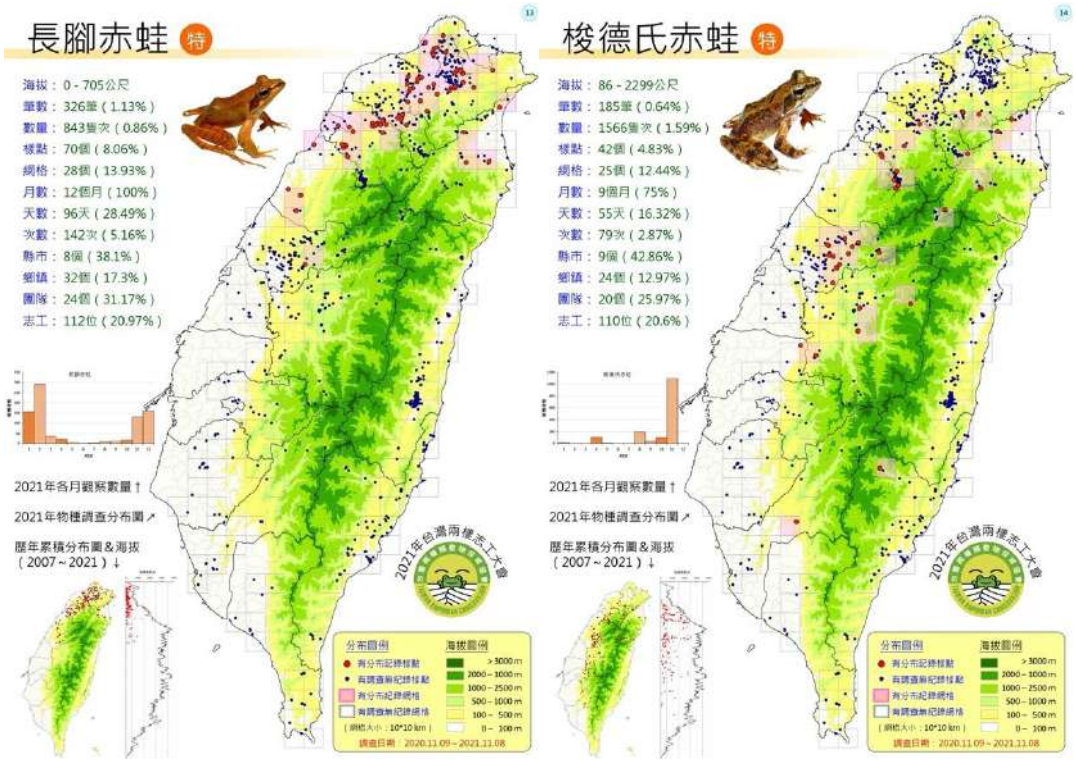 13
長腳赤蛙 特
海拔：0 - 705公尺
筆數：326筆 ( 1.13% )
數量：843隻次 ( 0.86% )
樣點：70個 ( 8.06% )
網格：28個 ( 13.93% )
月數：12個月 ( 100% )
天數：96天 ( 28.49% )
次數：142次 ( 5.16% )
縣市：8個 ( 38.1% )
鄉鎮：32個 ( 17.3% )
團隊：24個 ( 31.17% )
志工：112位 ( 20.97% )
長腳赤蛙
2021年各月觀察數量↑
2021年物種調查分布圖↗
歷年累積分布圖&海拔
( 2007～2021 ) ↓
2021年台灣兩棲志工大會
分布圖例
有分布記錄樣點
有調查無紀錄樣點
有分布紀錄網格
有調查無紀錄網格
( 網格大小：10*10 km )
海拔圖例
> 3000 m
2000 ~ 3000 m
1000 ~ 2500 m
500 ~ 1000 m
100 ~ 500 m
0 ~ 100 m
調查日期：2020.11.09～2021.11.08
14
梭德氏赤蛙 特
海拔：86 - 2299公尺
筆數：185筆 ( 0.64% )
數量：1566隻次 ( 1.59% )
樣點：42個 ( 4.83% )
網格：25個 ( 12.44% )
月數：9個月 ( 75% )
天數：55天 ( 16.32% )
次數：79次 ( 2.87% )
縣市：9個 ( 42.86% )
鄉鎮：24個 ( 12.97% )
團隊：20個 ( 25.97% )
志工：110位 ( 20.6% )
梭德氏赤蛙
2021年各月觀察數量↑
2021年物種調查分布圖↗
歷年累積分布圖&海拔
( 2007～2021 ) ↓
2021年台灣兩棲志工大會
分布圖例
有分布記錄樣點
有調查無紀錄樣點
有分布紀錄網格
有調查無紀錄網格
( 網格大小：10*10 km )
海拔圖例
> 3000 m
2000 ~ 3000 m
1000 ~ 2500 m
500 ~ 1000 m
100 ~ 500 m
0 ~ 100 m
調查日期：2020.11.09～2021.11.08